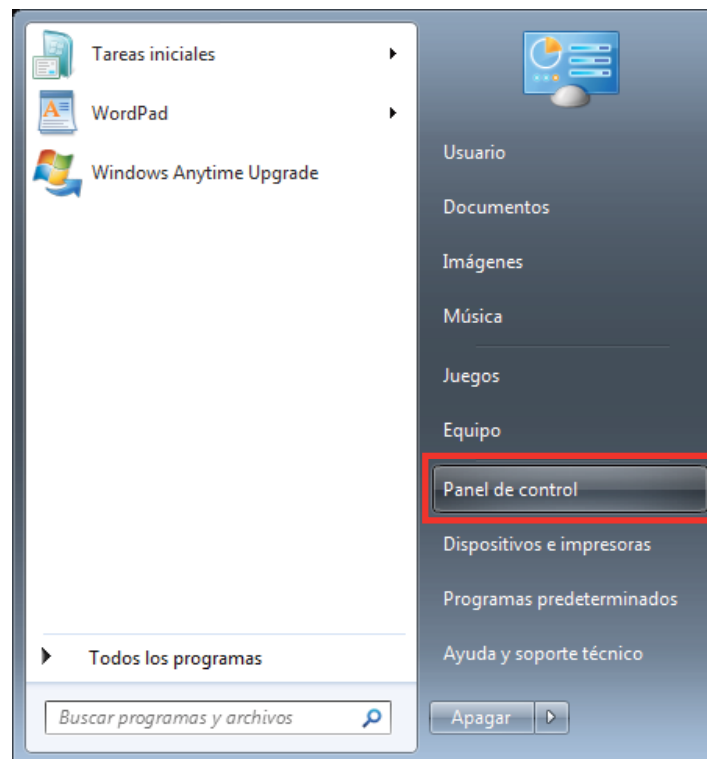 Tareas iniciales
WordPad
Windows Anytime Upgrade
Todos los programas
Buscar programas y archivos
Usuario
Documentos
Imágenes
Música
Juegos
Equipo
Panel de control
Dispositivos e impresoras
Programas predeterminados
Ayuda y soporte técnico
Apagar